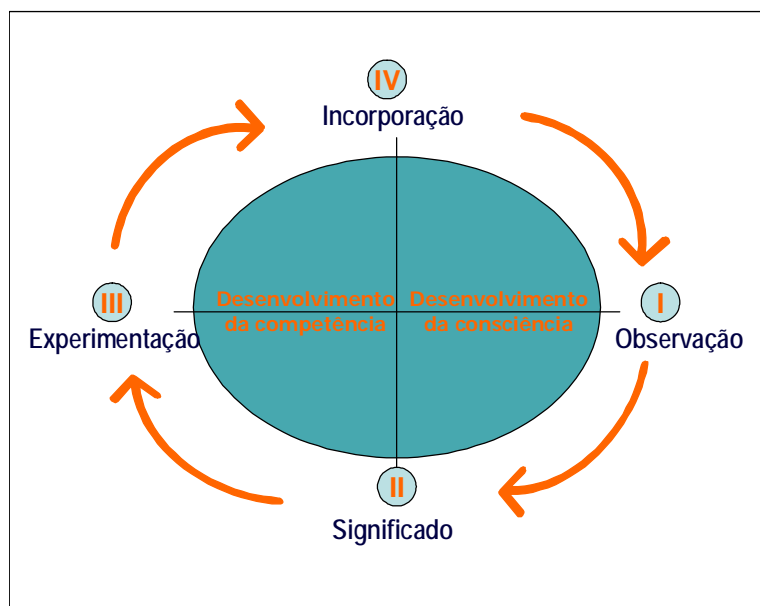 IV
Incorporação
III
Experimentação
Desenvolvimento
da competência
Desenvolvimento
da consciência
I
Observação
II
Significado